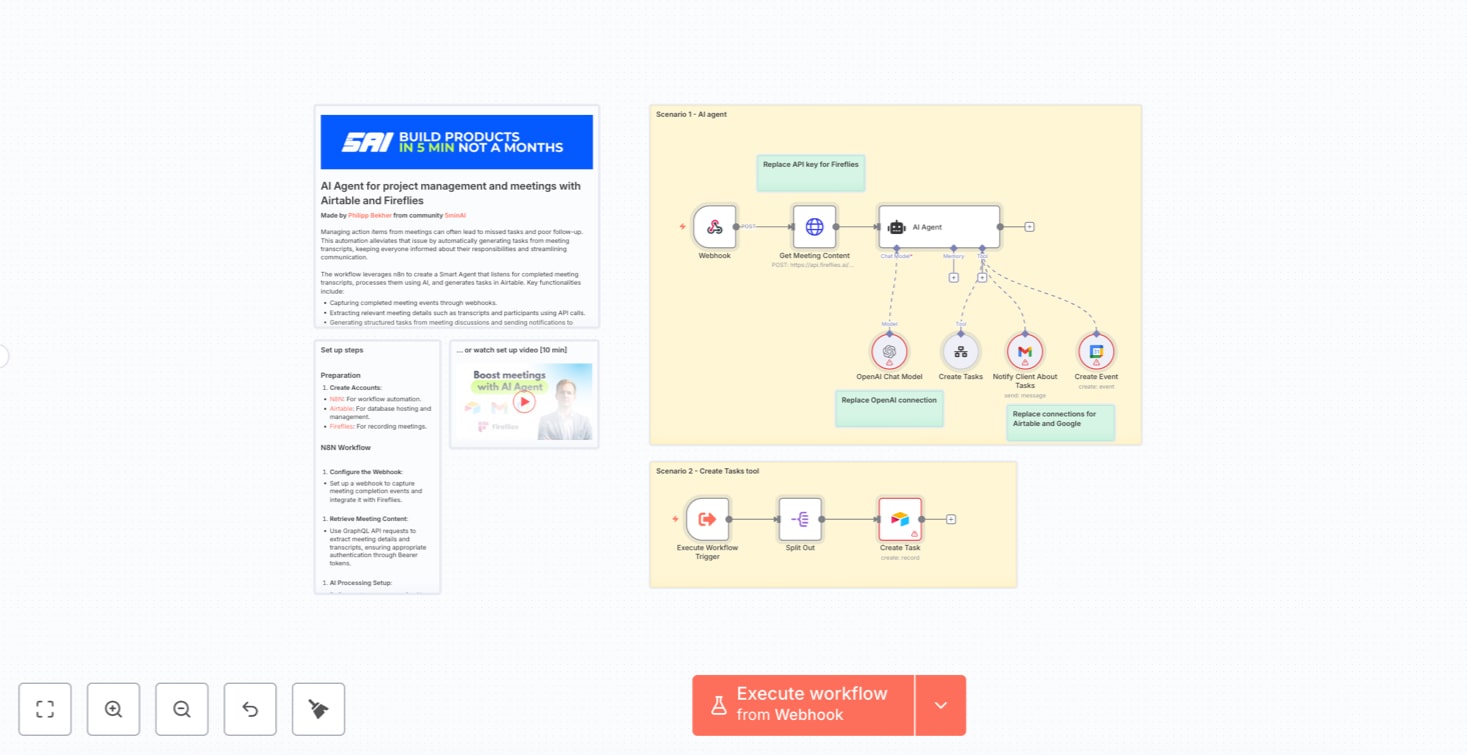 SAI BUILD PRODUCTS
IN 5 MIN NOT A MONTHS
AI Agent for project management and meetings with
Airtable and Fireflies
Made by Philipp Bekher from community 5minAI
Managing action items from meetings can often lead to missed tasks and poor follow-up.
This automation alleviates that issue by automatically generating tasks from meeting
transcripts, keeping everyone informed about their responsibilities and streamlining
communication.
The workflow leverages n8n to create a Smart Agent that listens for completed meeting
transcripts, processes them using AI, and generates tasks in Airtable. Key functionalities
include:
• Capturing completed meeting events through webhooks.
• Extracting relevant meeting details such as transcripts and participants using API calls.
• Generating structured tasks from meeting discussions and sending notifications to
Set up steps
Preparation
1. Create Accounts:
• N8N: For workflow automation.
• Airtable: For database hosting and
management.
• Fireflies: For recording meetings.
N8N Workflow
1. Configure the Webhook:
• Set up a webhook to capture
meeting completion events and
integrate it with Fireflies.
1. Retrieve Meeting Content:
• Use GraphQL API requests to
extract meeting details and
transcripts, ensuring appropriate
authentication through Bearer
tokens.
1. AI Processing Setup:
... or watch set up video [10 min]
Boost meetings
with AI Agent
Fireflies
Scenario 1 - AI agent
Replace API key for Fireflies
POST
Webhook
Get Meeting Content
POST: https://api.fireflies.ai/...
AI Agent
Chat Model*
Memory
Tool
Model
Tool
OpenAI Chat Model
Create Tasks
Notify Client About
Tasks
send: message
Create Event
create: event
Replace OpenAI connection
Replace connections for
Airtable and Google
Scenario 2 - Create Tasks tool
Execute Workflow
Trigger
Split Out
Create Task
create: record
Execute workflow
from Webhook